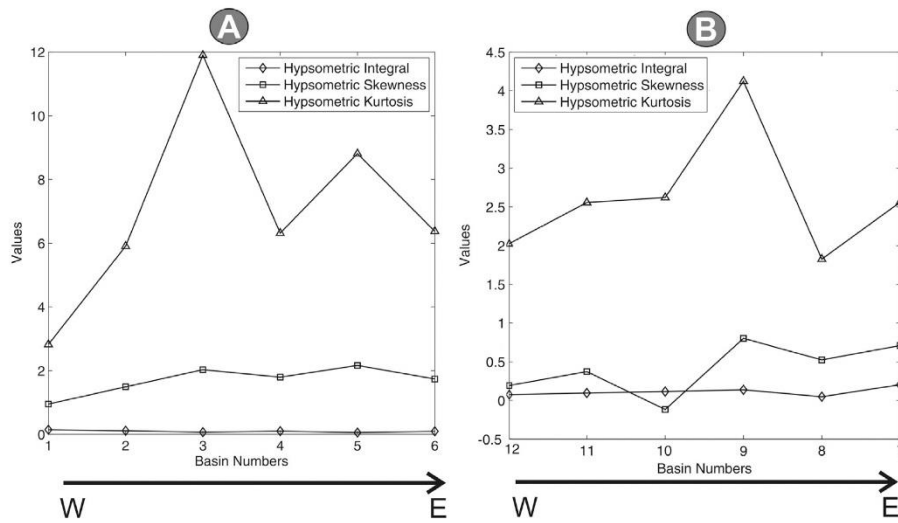 A
B
12
10
8
6
4
2
0
Values
Hypsometric Integral
Hypsometric Skewness
Hypsometric Kurtosis
1 2 3 4 5 6
Basin Numbers
W E
4.5
4
3.5
3
2.5
2
1.5
1
0.5
0
-0.5
Values
Hypsometric Integral
Hypsometric Skewness
Hypsometric Kurtosis
12 11 10 9 8
Basin Numbers
W E